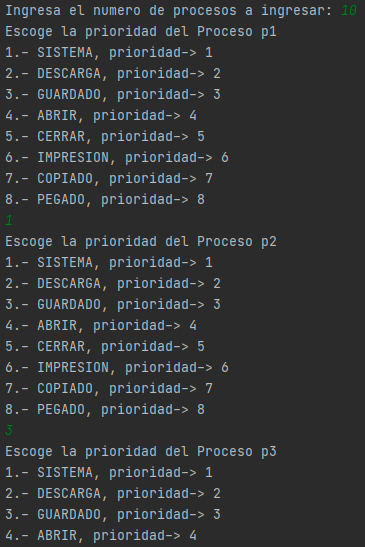 Ingresa el numero de procesos a ingresar: 10
Escoge la prioridad del Proceso p1
1.- SISTEMA, prioridad-> 1
2.- DESCARGA, prioridad-> 2
3.- GUARDADO, prioridad-> 3
4.- ABRIR, prioridad-> 4
5.- CERRAR, prioridad-> 5
6.- IMPRESION, prioridad-> 6
7.- COPIADO, prioridad-> 7
8.- PEGADO, prioridad-> 8
1
Escoge la prioridad del Proceso p2
1.- SISTEMA, prioridad-> 1
2.- DESCARGA, prioridad-> 2
3.- GUARDADO, prioridad-> 3
4.- ABRIR, prioridad-> 4
5.- CERRAR, prioridad-> 5
6.- IMPRESION, prioridad-> 6
7.- COPIADO, prioridad-> 7
8.- PEGADO, prioridad-> 8
3
Escoge la prioridad del Proceso p3
1.- SISTEMA, prioridad-> 1
2.- DESCARGA, prioridad-> 2
3.- GUARDADO, prioridad-> 3
4.- ABRIR, prioridad-> 4